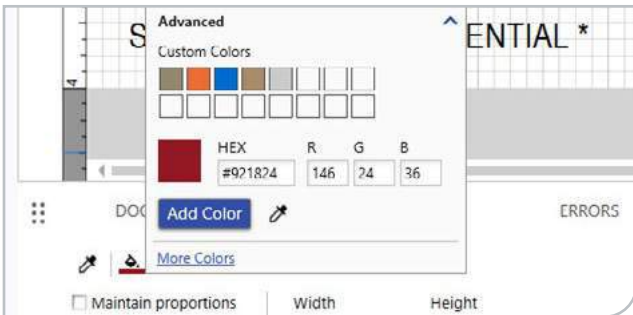 Advanced
S ENTIAL *
Custom Colors
4
HEX R G B
#921824 146 24 36
DOC ERRORS
Add Color
More Colors
Maintain proportions Width Height